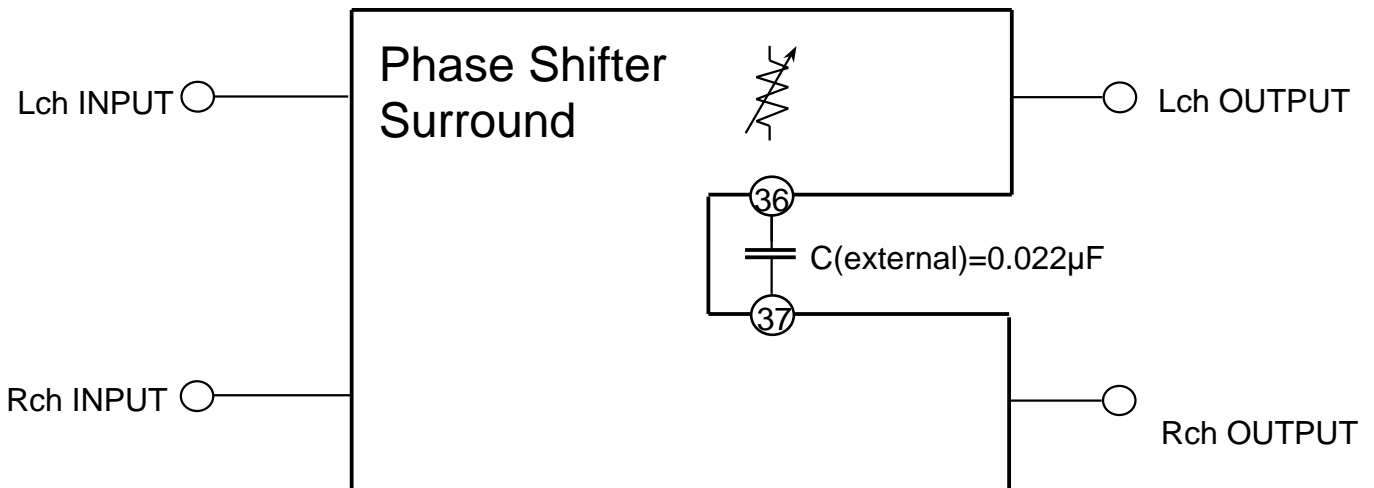 Phase Shifter
Surround
Lch INPUT
Lch OUTPUT
36
C(external)=0.022µF
37
Rch INPUT
Rch OUTPUT